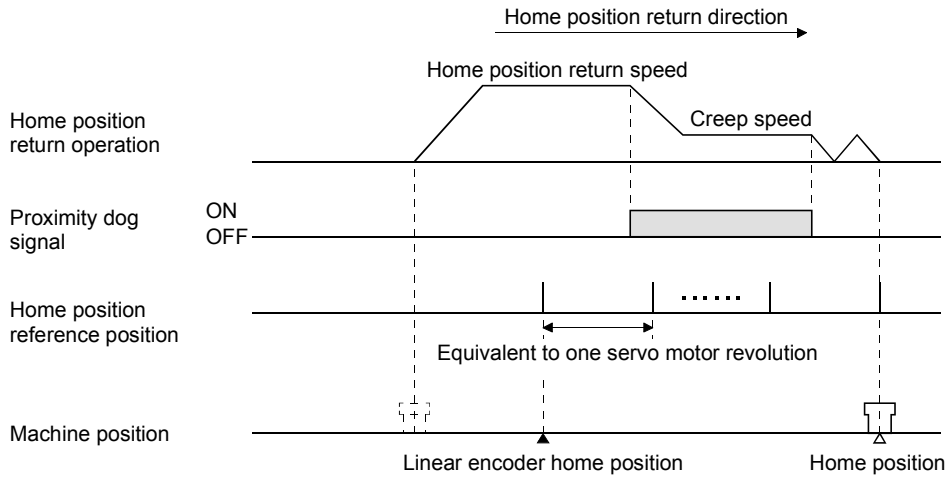 Home position return direction
Home position return speed
Creep speed
Home position
return operation
Proximity dog
signal
ON
OFF
Home position
reference position
Equivalent to one servo motor revolution
Machine position
Linear encoder home position
Home position